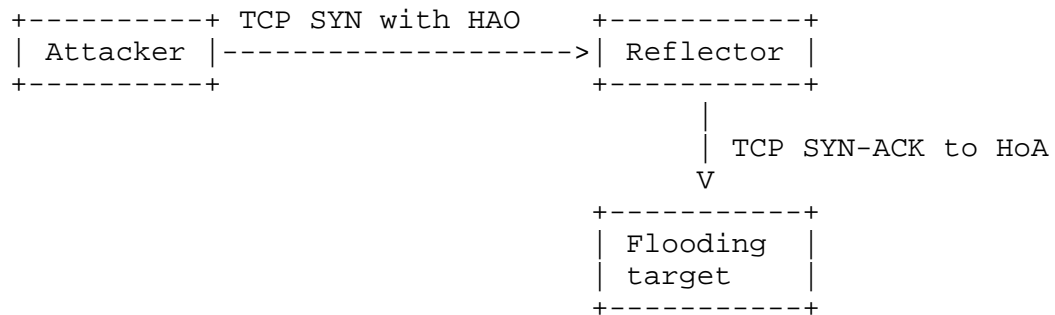 TCP SYN with HAO
Attacker Reflector
TCP SYN-ACK to HoA
Flooding
target